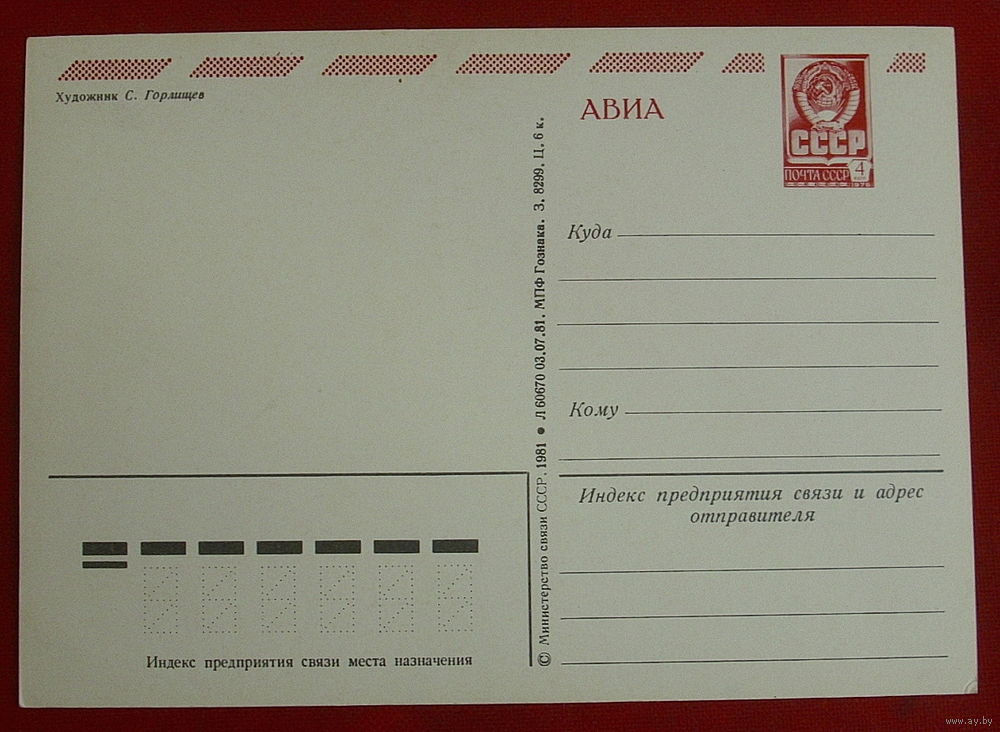 Художник С. Горлищев
АВИА
СССР
ПОЧТА СССР 4
1976
Куда
Кому
Индекс предприятия связи и адрес
отправителя
© Министерство связи СССР. 1981 ● Л 60670 03.07.81. МПФ Гознака. З. 8299. Ц. 6 к.
Индекс предприятия связи места назначения
www.ay.by